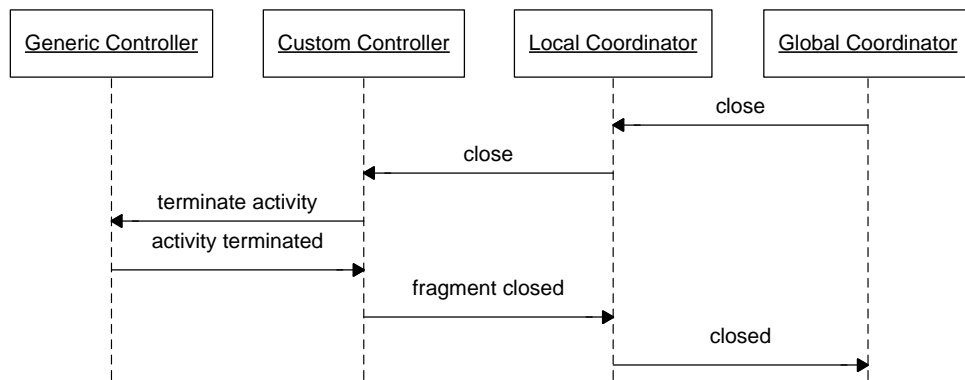 Generic Controller
Custom Controller
Local Coordinator
Global Coordinator
close
close
terminate activity
activity terminated
fragment closed
closed